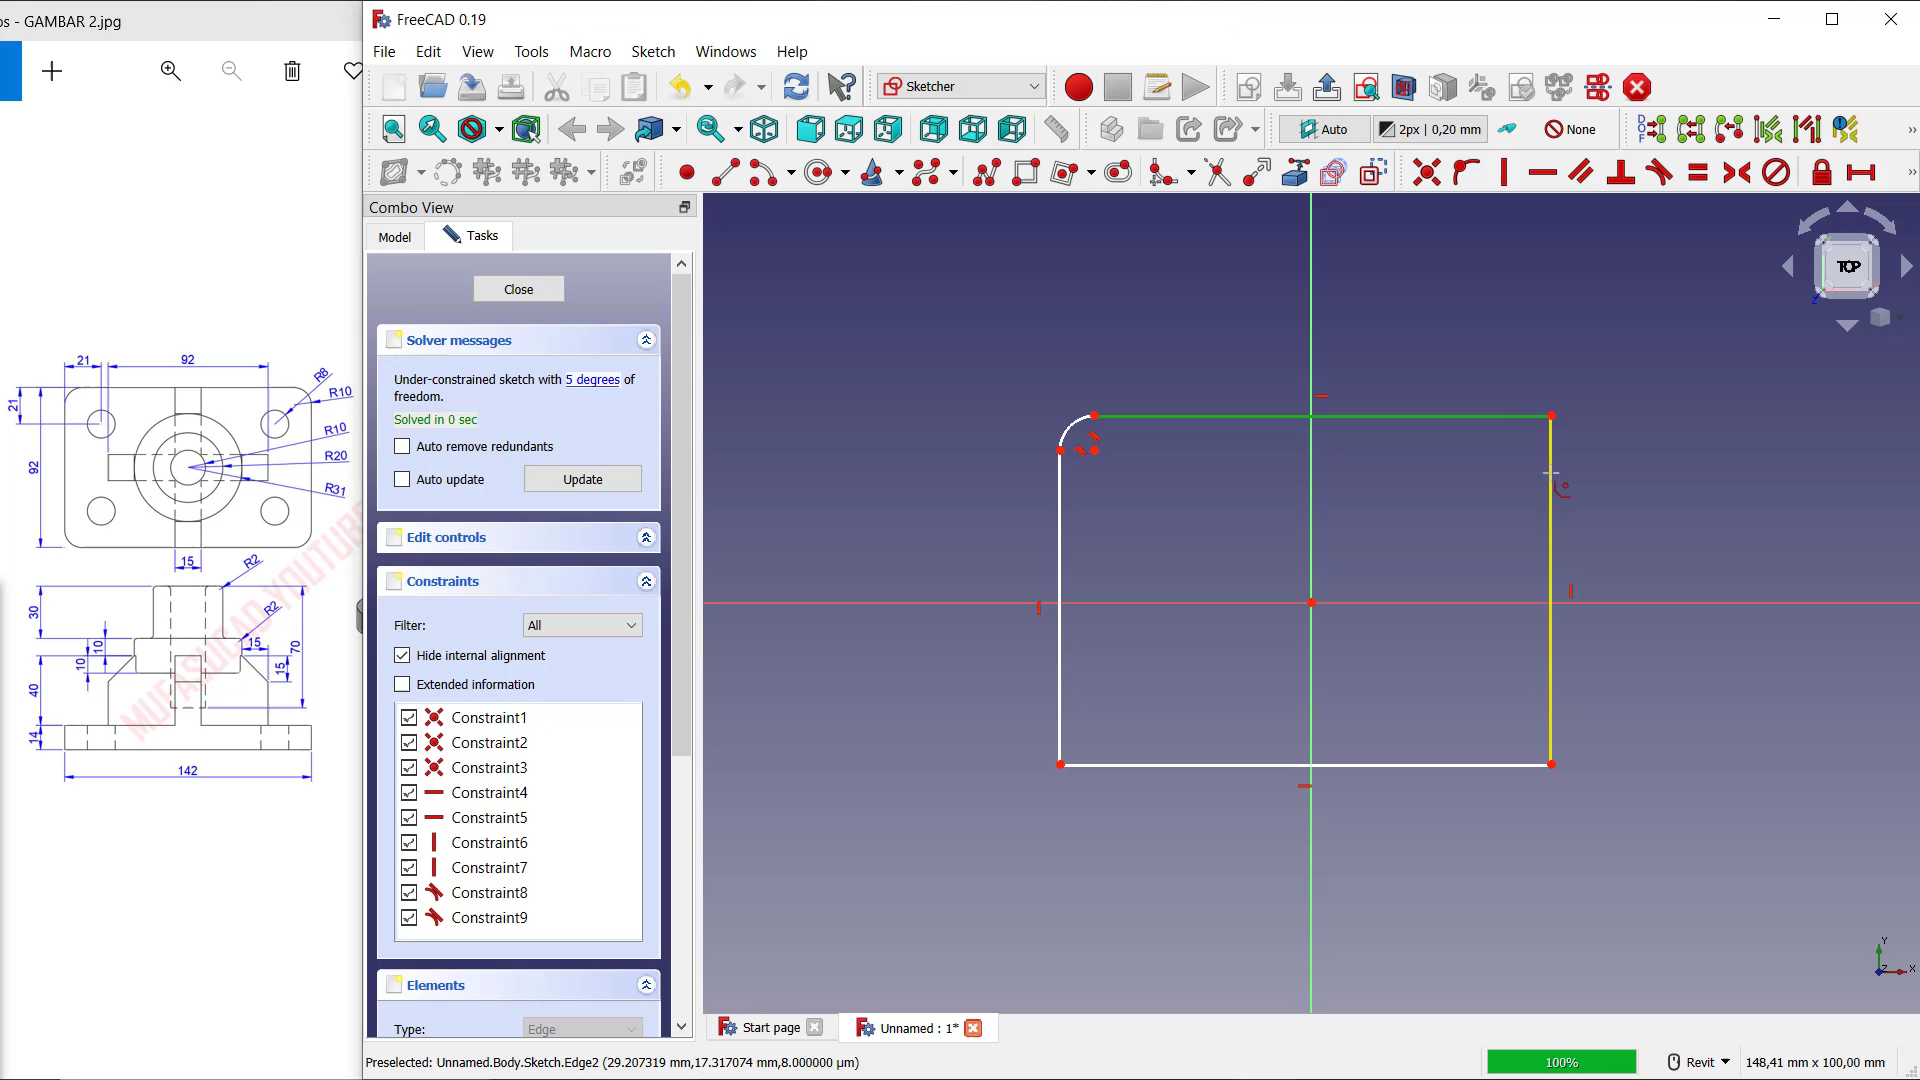 os - GAMBAR 2.jpg
FreeCAD 0.19
File Edit View Tools Macro Sketch Windows Help
Sketcher
Auto
2px | 0,20 mm
None
Combo View
Model
Tasks
Close
Solver messages
Under-constrained sketch with 5 degrees of
freedom.
Solved in 0 sec
Auto remove redundants
Auto update
Update
Edit controls
Constraints
Filter:
All
Hide internal alignment
Extended information
Constraint1
Constraint2
Constraint3
Constraint4
Constraint5
Constraint6
Constraint7
Constraint8
Constraint9
Elements
Type:
Edge
TOP
Y
Z
X
Z
Start page
Unnamed : 1*
Preselected: Unnamed.Body.Sketch.Edge2 (29.207319 mm,17.317074 mm,8.000000 µm)
100%
Revit
148,41 mm x 100,00 mm
21
92
R8
R10
21
R10
92
R20
R31
15
R2
30
R2
10
15
10
70
15
40
14
142
MUFASUCAD.YOUTUBE